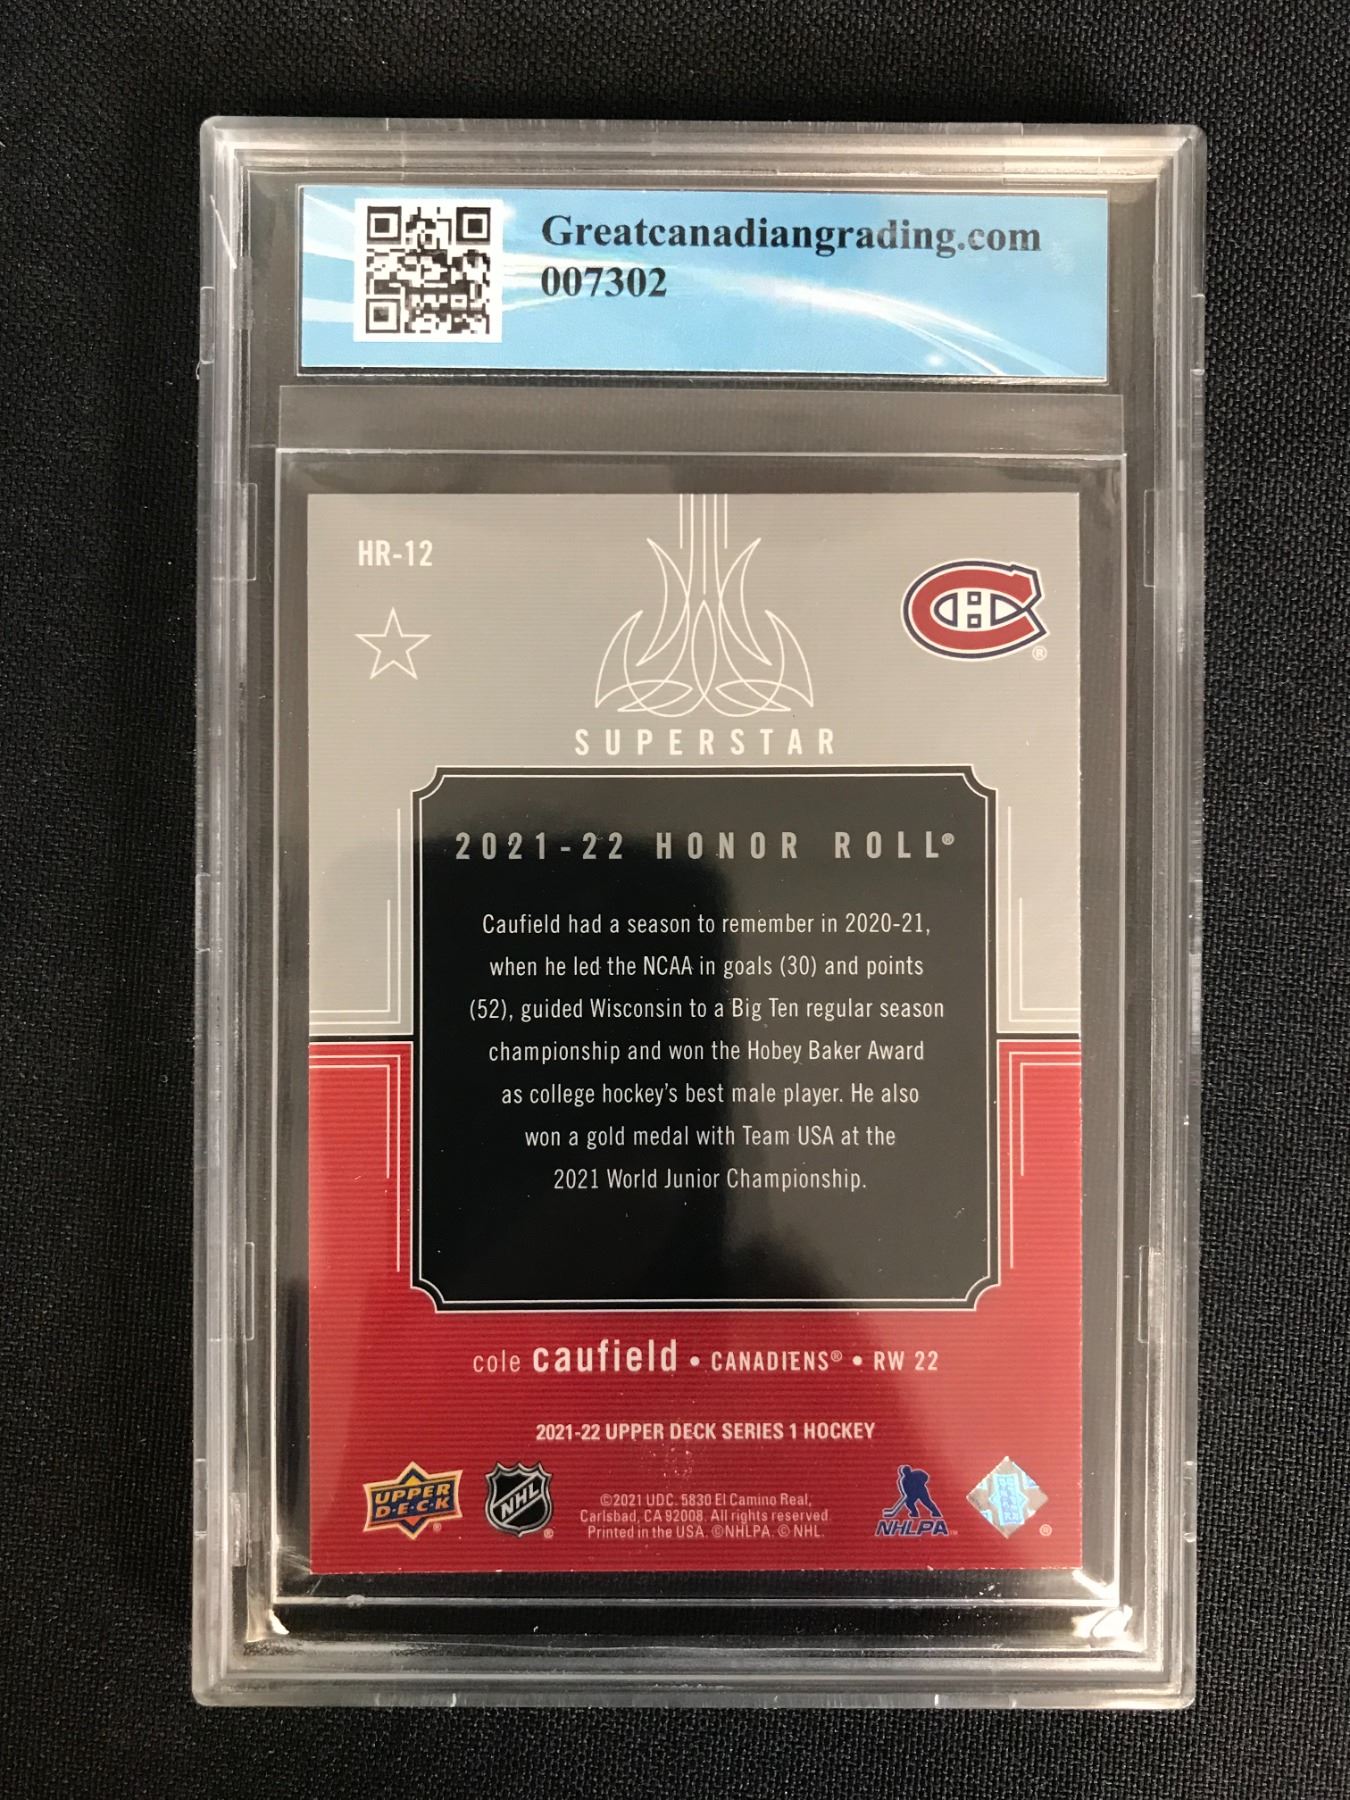 Greatcanadiangrading.com
007302
HR-12
SUPERSTAR
2021-22 HONOR ROLL®
Caufield had a season to remember in 2020-21,
when he led the NCAA in goals (30) and points
(52), guided Wisconsin to a Big Ten regular season
championship and won the Hobey Baker Award
as college hockey's best male player. He also
won a gold medal with Team USA at the
2021 World Junior Championship.
cole caufield • CANADIENS® • RW 22
2021-22 UPPER DECK SERIES 1 HOCKEY
UPPER
D·E·C·K
®
NHL
®
©2021 UDC. 5830 El Camino Real,
Carlsbad, CA 92008. All rights reserved.
Printed in the USA. ©NHLPA. © NHL.
NHLPA™
®